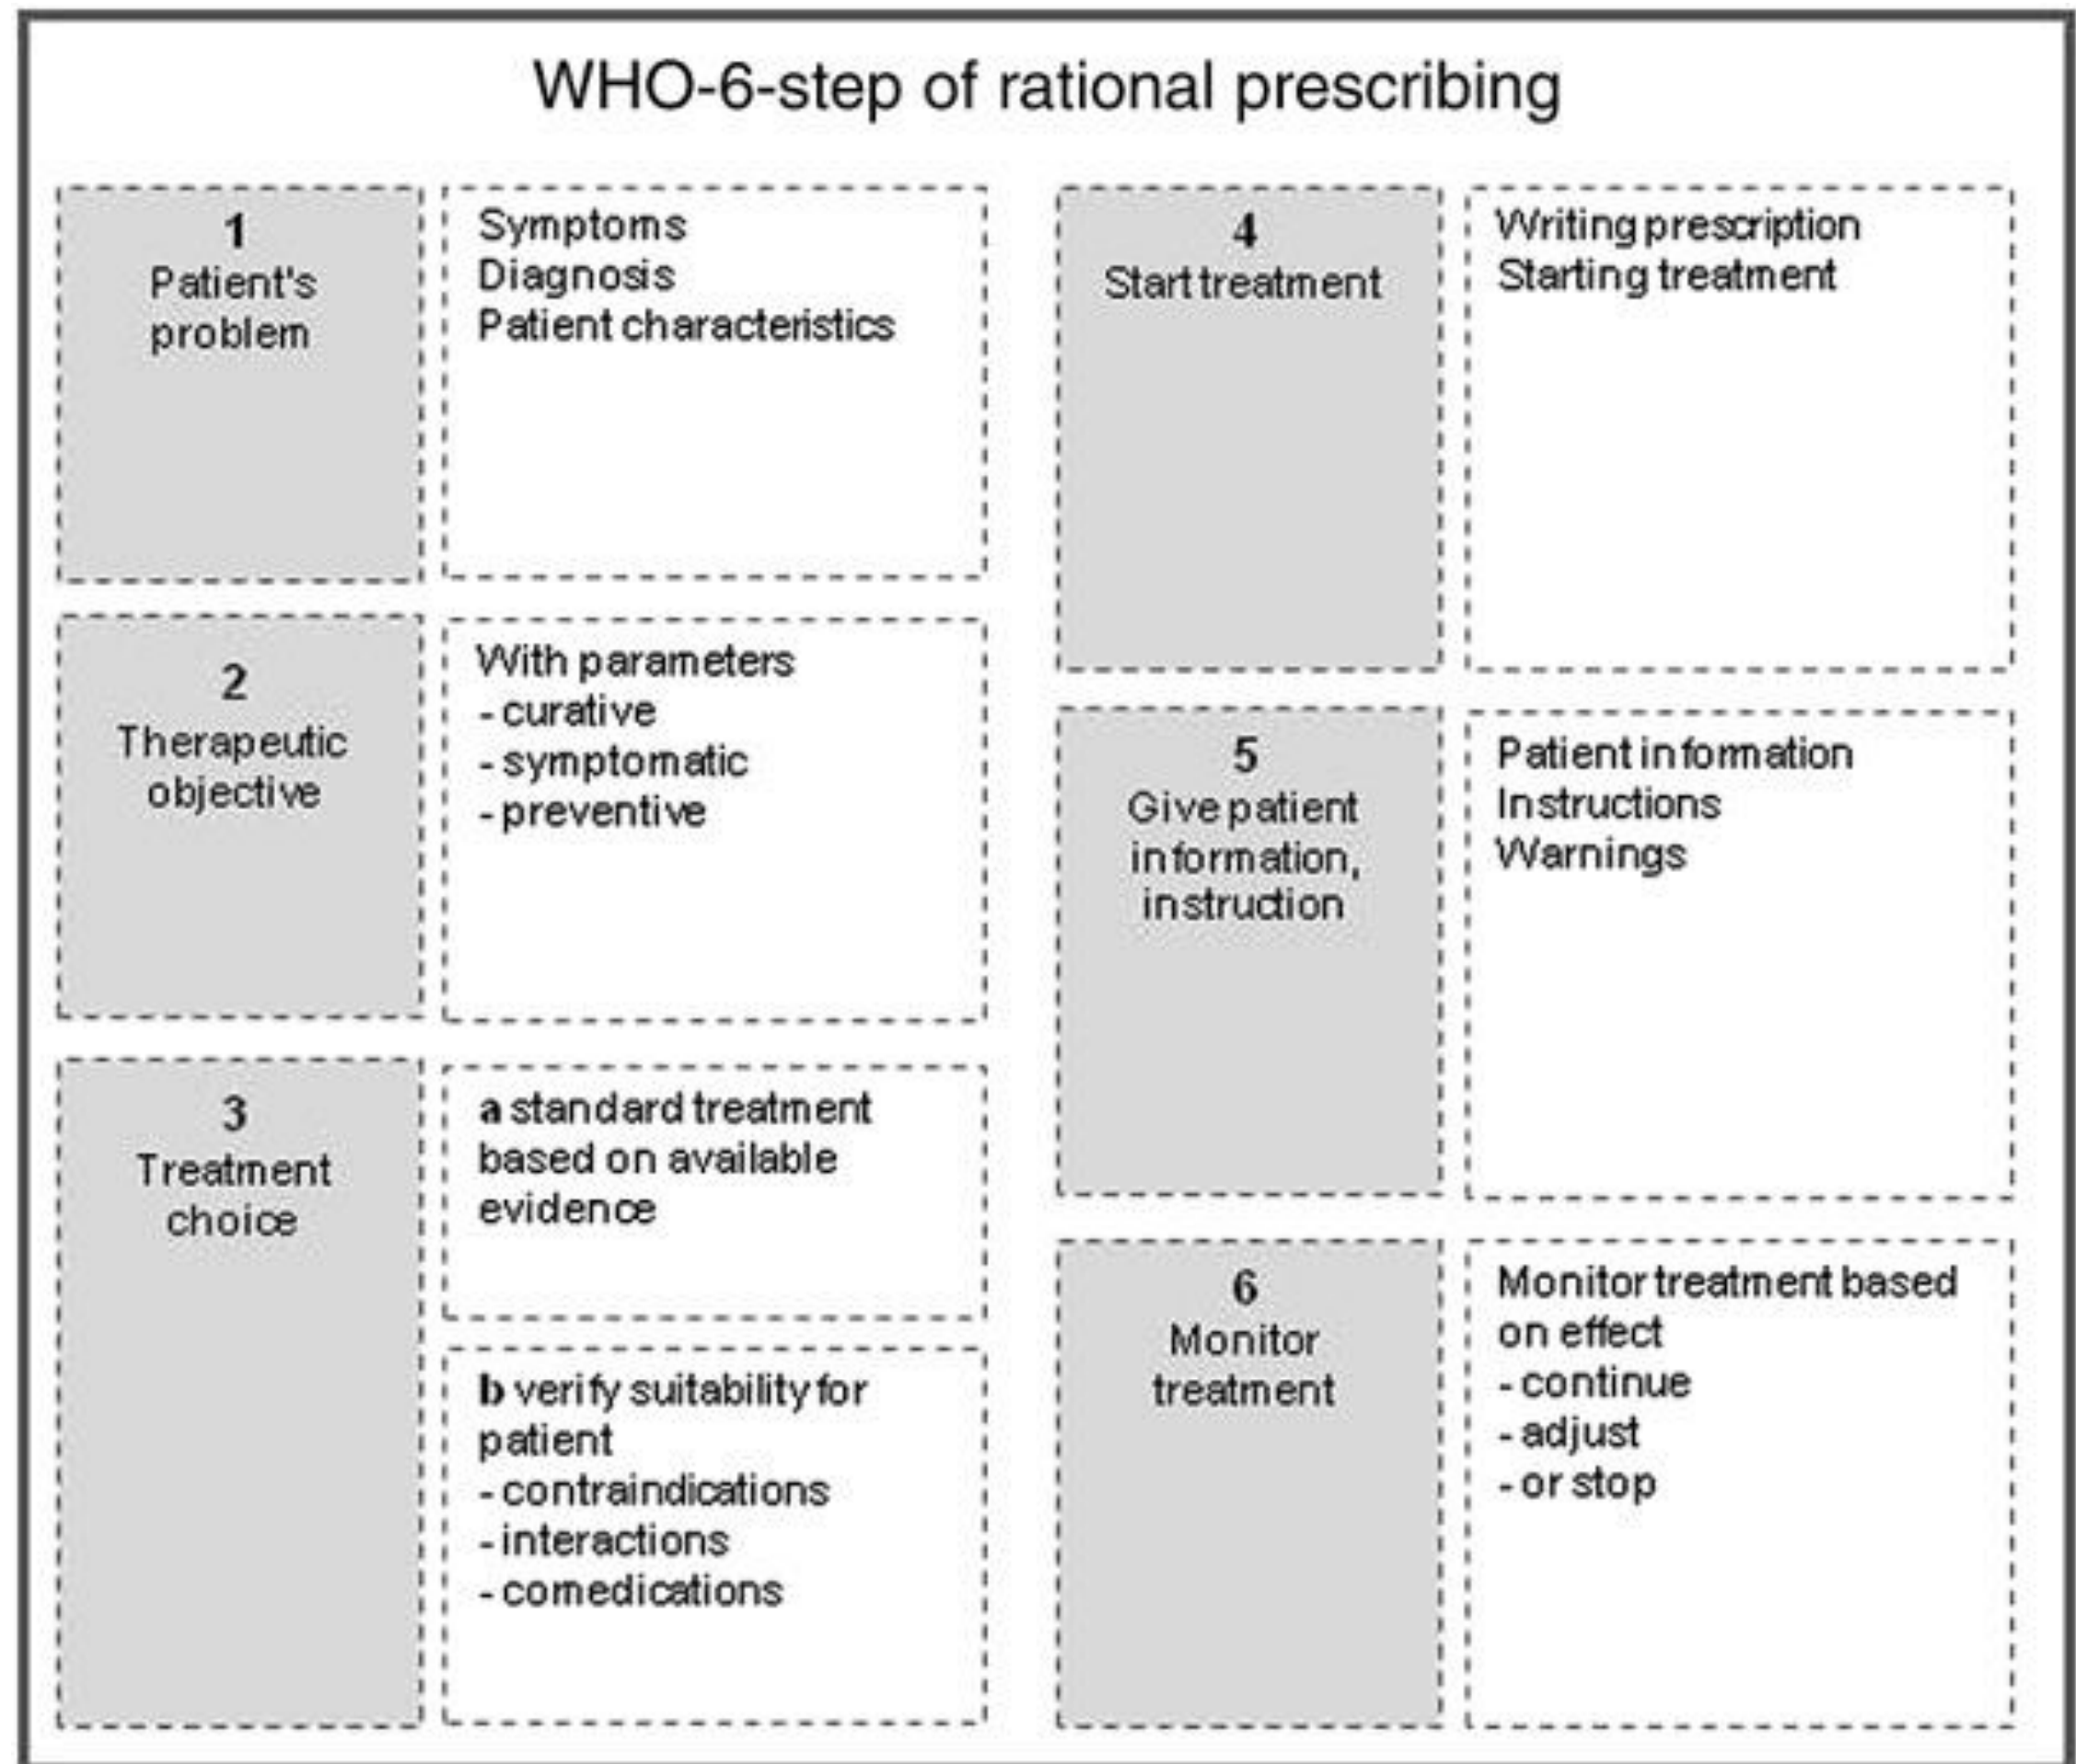 WHO-6-step of rational prescribing
1
Patient's
problem
Symptoms
Diagnosis
Patient characteristics
2
Therapeutic
objective
With parameters
- curative
- symptomatic
- preventive
3
Treatment
choice
a standard treatment
based on available
evidence
b verify suitability for
patient
- contraindications
- interactions
- comedications
4
Start treatment
Writing prescription
Starting treatment
5
Give patient
information,
instruction
Patient information
Instructions
Warnings
6
Monitor
treatment
Monitor treatment based
on effect
- continue
- adjust
- or stop